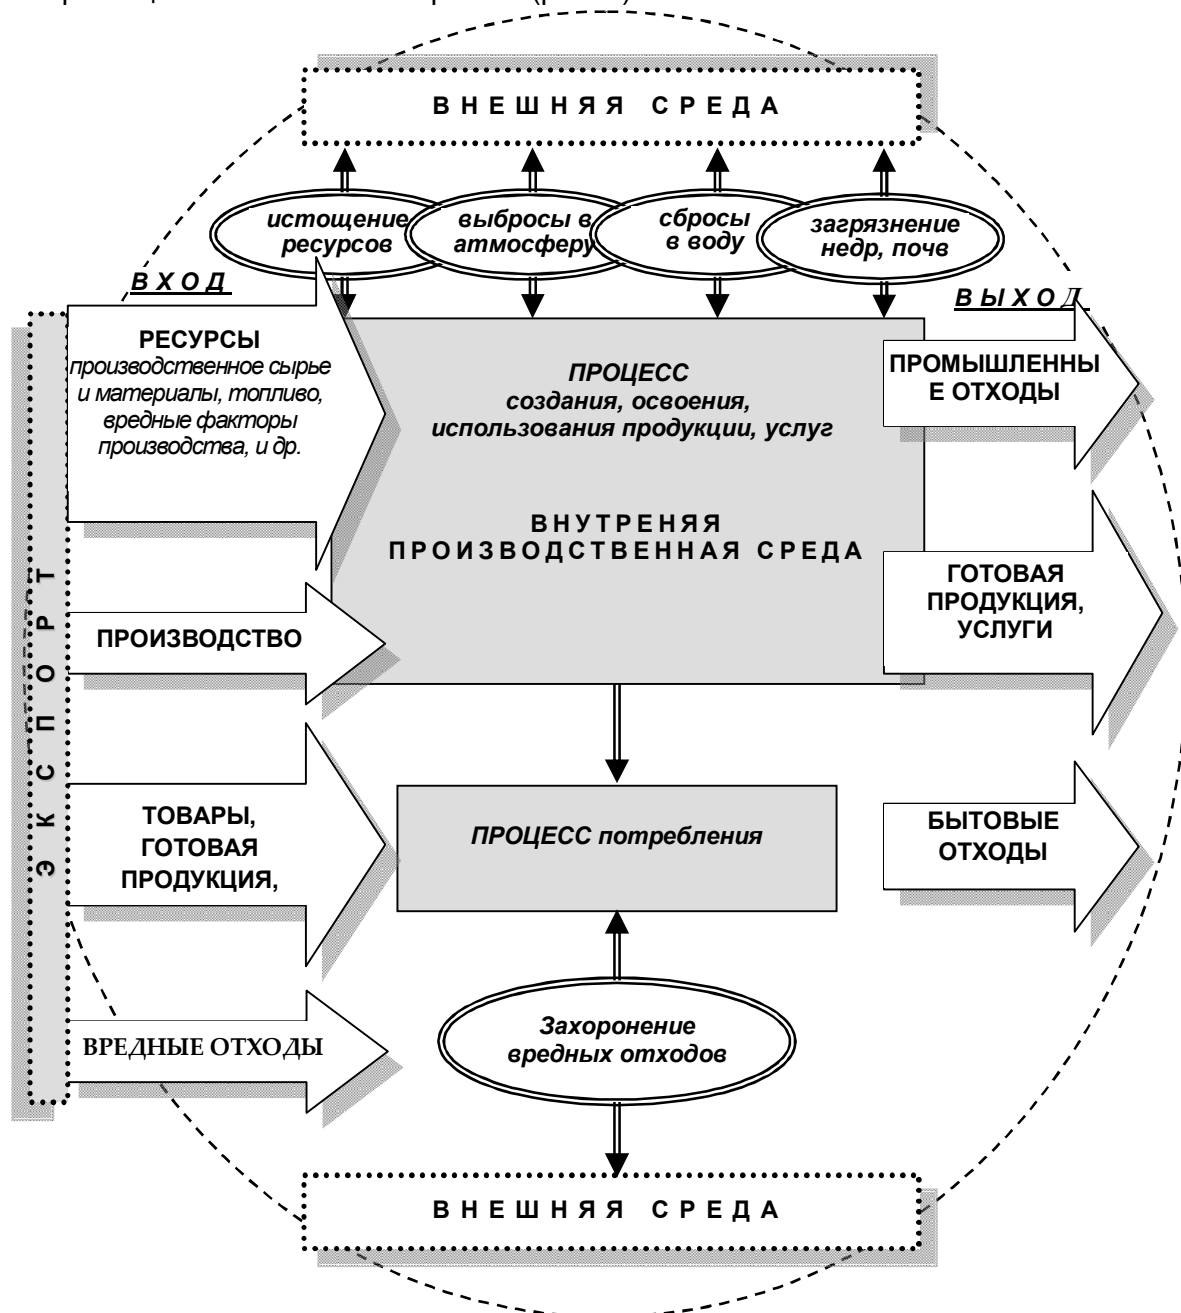 ВНЕШНЯЯ СРЕДА
истощение
ресурсов
выбросы в
атмосферу
сбросы
в воду
загрязнение
недр, почв
ВХОД
ВЫХОД
РЕСУРСЫ
производственное сырье
и материалы, топливо,
вредные факторы
производства, и др.
ПРОЦЕСС
создания, освоения,
использования продукции, услуг
ВНУТРЕНЯЯ
ПРОИЗВОДСТВЕННАЯ СРЕДА
ПРОМЫШЛЕННЫ
Е ОТХОДЫ
ГОТОВАЯ
ПРОДУКЦИЯ,
УСЛУГИ
ЭКСПОРТ
ПРОИЗВОДСТВО
ТОВАРЫ,
ГОТОВАЯ
ПРОДУКЦИЯ,
ПРОЦЕСС потребления
БЫТОВЫЕ
ОТХОДЫ
ВРЕДНЫЕ ОТХОДЫ
Захоронение
вредных отходов
ВНЕШНЯЯ СРЕДА